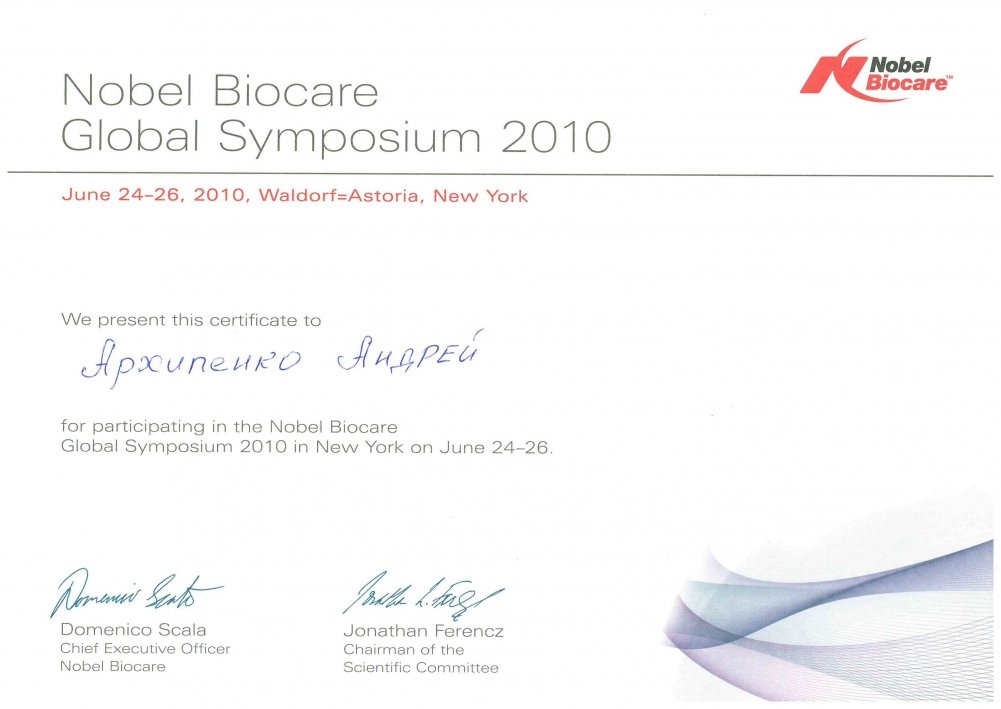 Nobel Biocare
Global Symposium 2010
Nobel
Biocare™
June 24–26, 2010, Waldorf=Astoria, New York
We present this certificate to
Архипенко Андрей
for participating in the Nobel Biocare
Global Symposium 2010 in New York on June 24–26.
Domenico Scala
Domenico Scala
Chief Executive Officer
Nobel Biocare
Jonathan Ferencz
Chairman of the
Scientific Committee